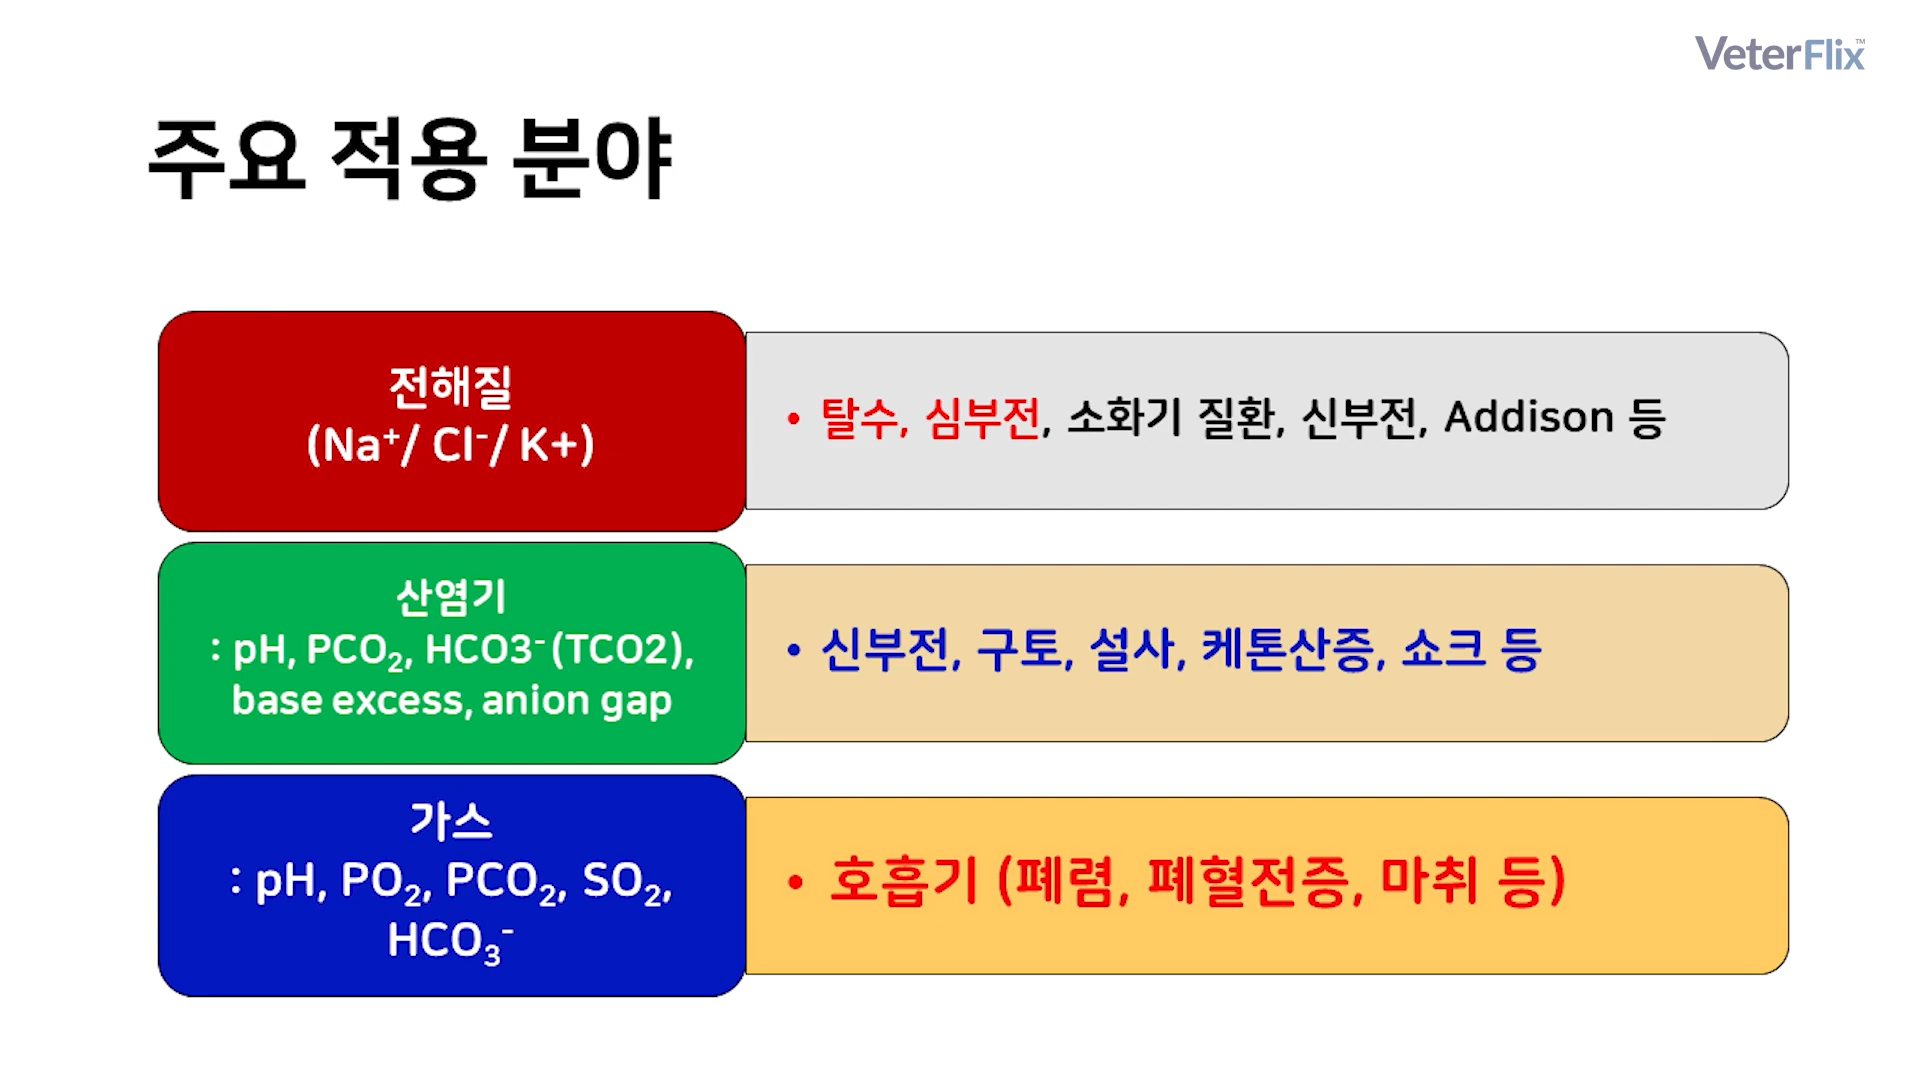 VeterFlix™
주요 적용 분야
전해질
(Na⁺/ Cl⁻/ K+)
• 탈수, 심부전, 소화기 질환, 신부전, Addison 등
산염기
: pH, PCO₂, HCO3⁻(TCO2),
base excess, anion gap
• 신부전, 구토, 설사, 케톤산증, 쇼크 등
가스
: pH, PO₂, PCO₂, SO₂,
HCO₃⁻
• 호흡기 (폐렴, 폐혈전증, 마취 등)